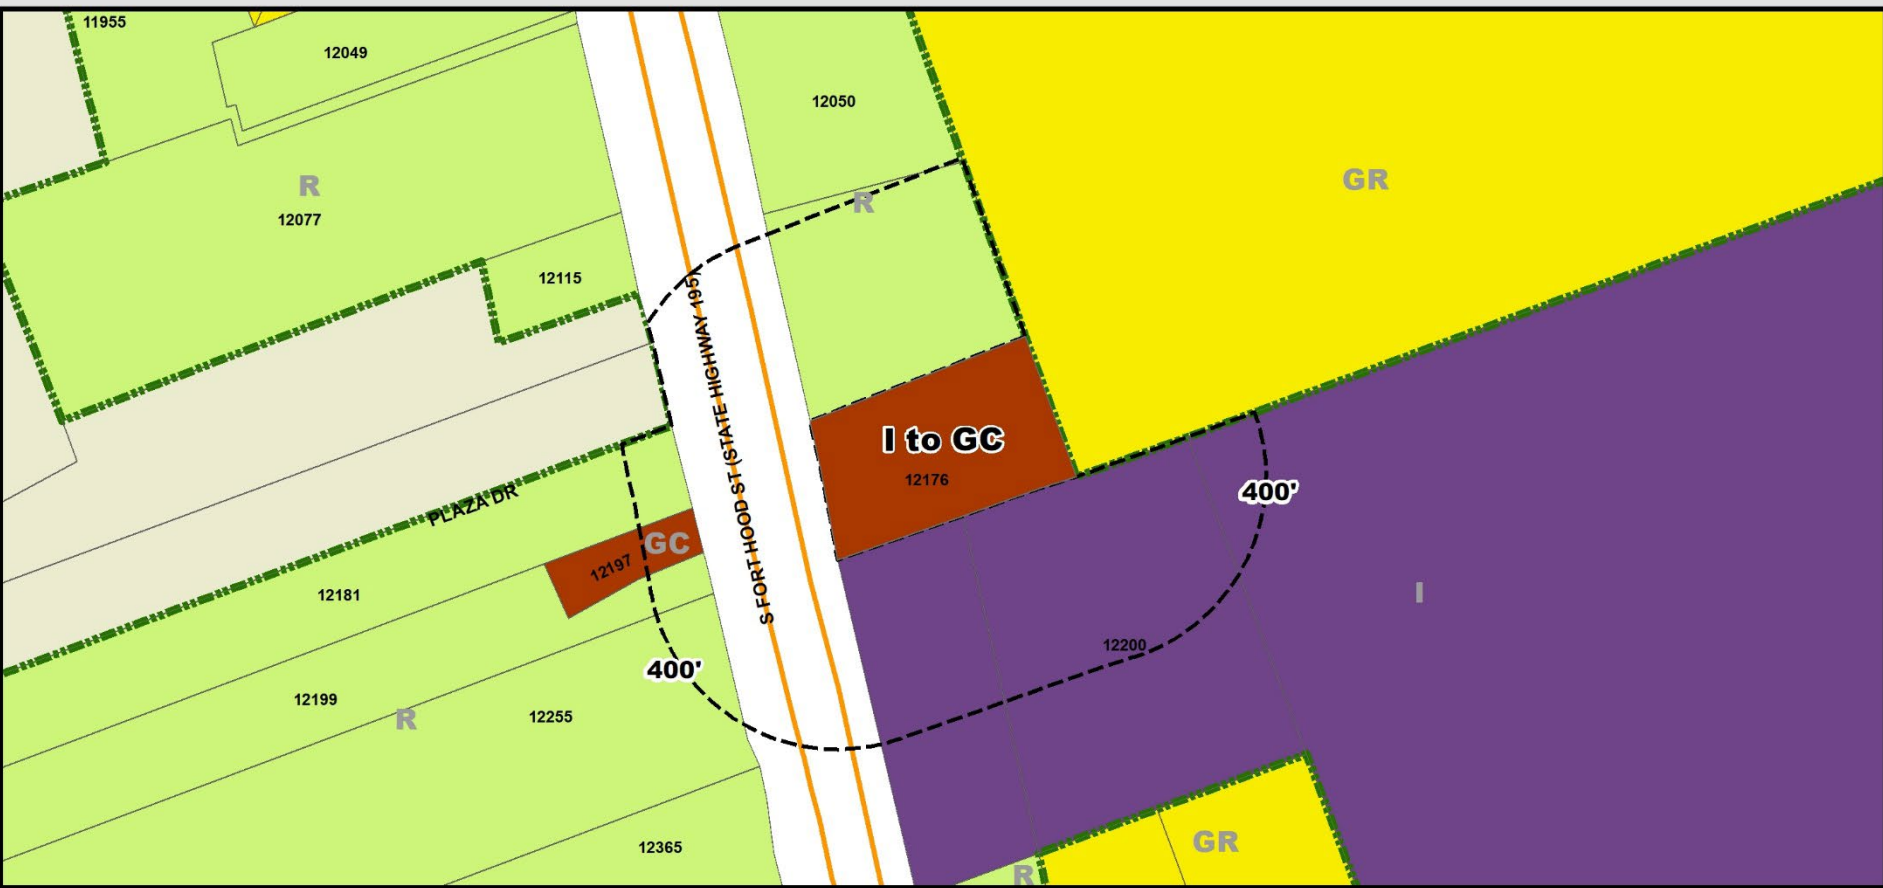 11955
12049
12050
R
12077
R
GR
12115
S FORT HOOD ST (STATE HIGHWAY 195)
I to GC
12176
400'
PLAZA DR
GC
12197
12181
I
12200
400'
12199
R
12255
12365
GR
R